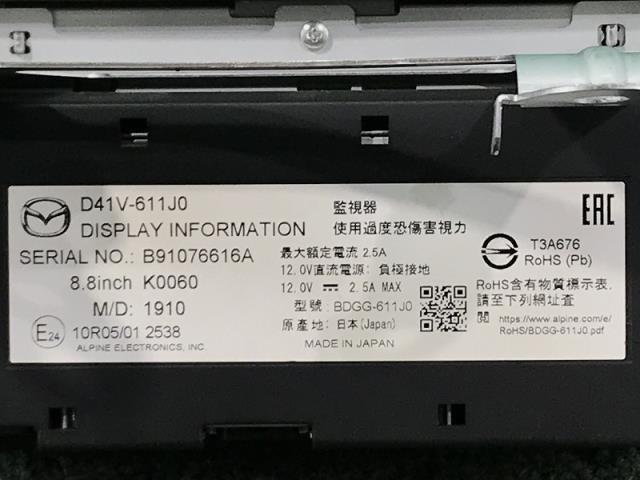 D41V-611J0
DISPLAY INFORMATION
SERIAL NO.: B91076616A
8.8inch K0060
M/D: 1910
E24 10R05/01 2538
ALPINE ELECTRONICS, INC.
監視器
使用過度恐傷害視力
最大額定電流 2.5A
12.0V直流電源: 負極接地
12.0V ⎓ 2.5A MAX
型號: BDGG-611J0
原產地: 日本(Japan)
MADE IN JAPAN
EAC
T3A676
RoHS (Pb)
RoHS含有物質標示表,
請至下列網址查
https://www.alpine.com/e/
RoHS/BDGG-611J0.pdf